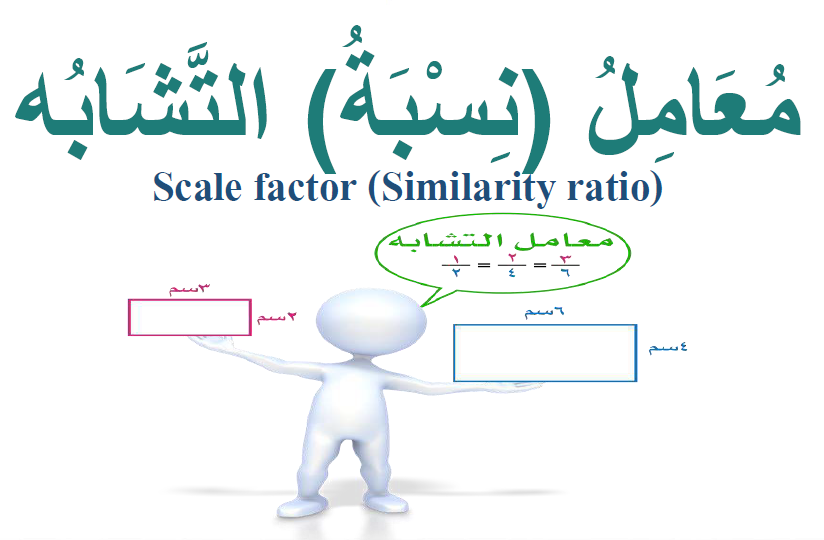 مُعَامِلُ (نِسْبَةُ) التَّشَابُه
Scale factor (Similarity ratio)
معامل التشابه
٣/٦ = ٢/٤ = ١/٢
٣سم
٢سم
٦سم
٤سم